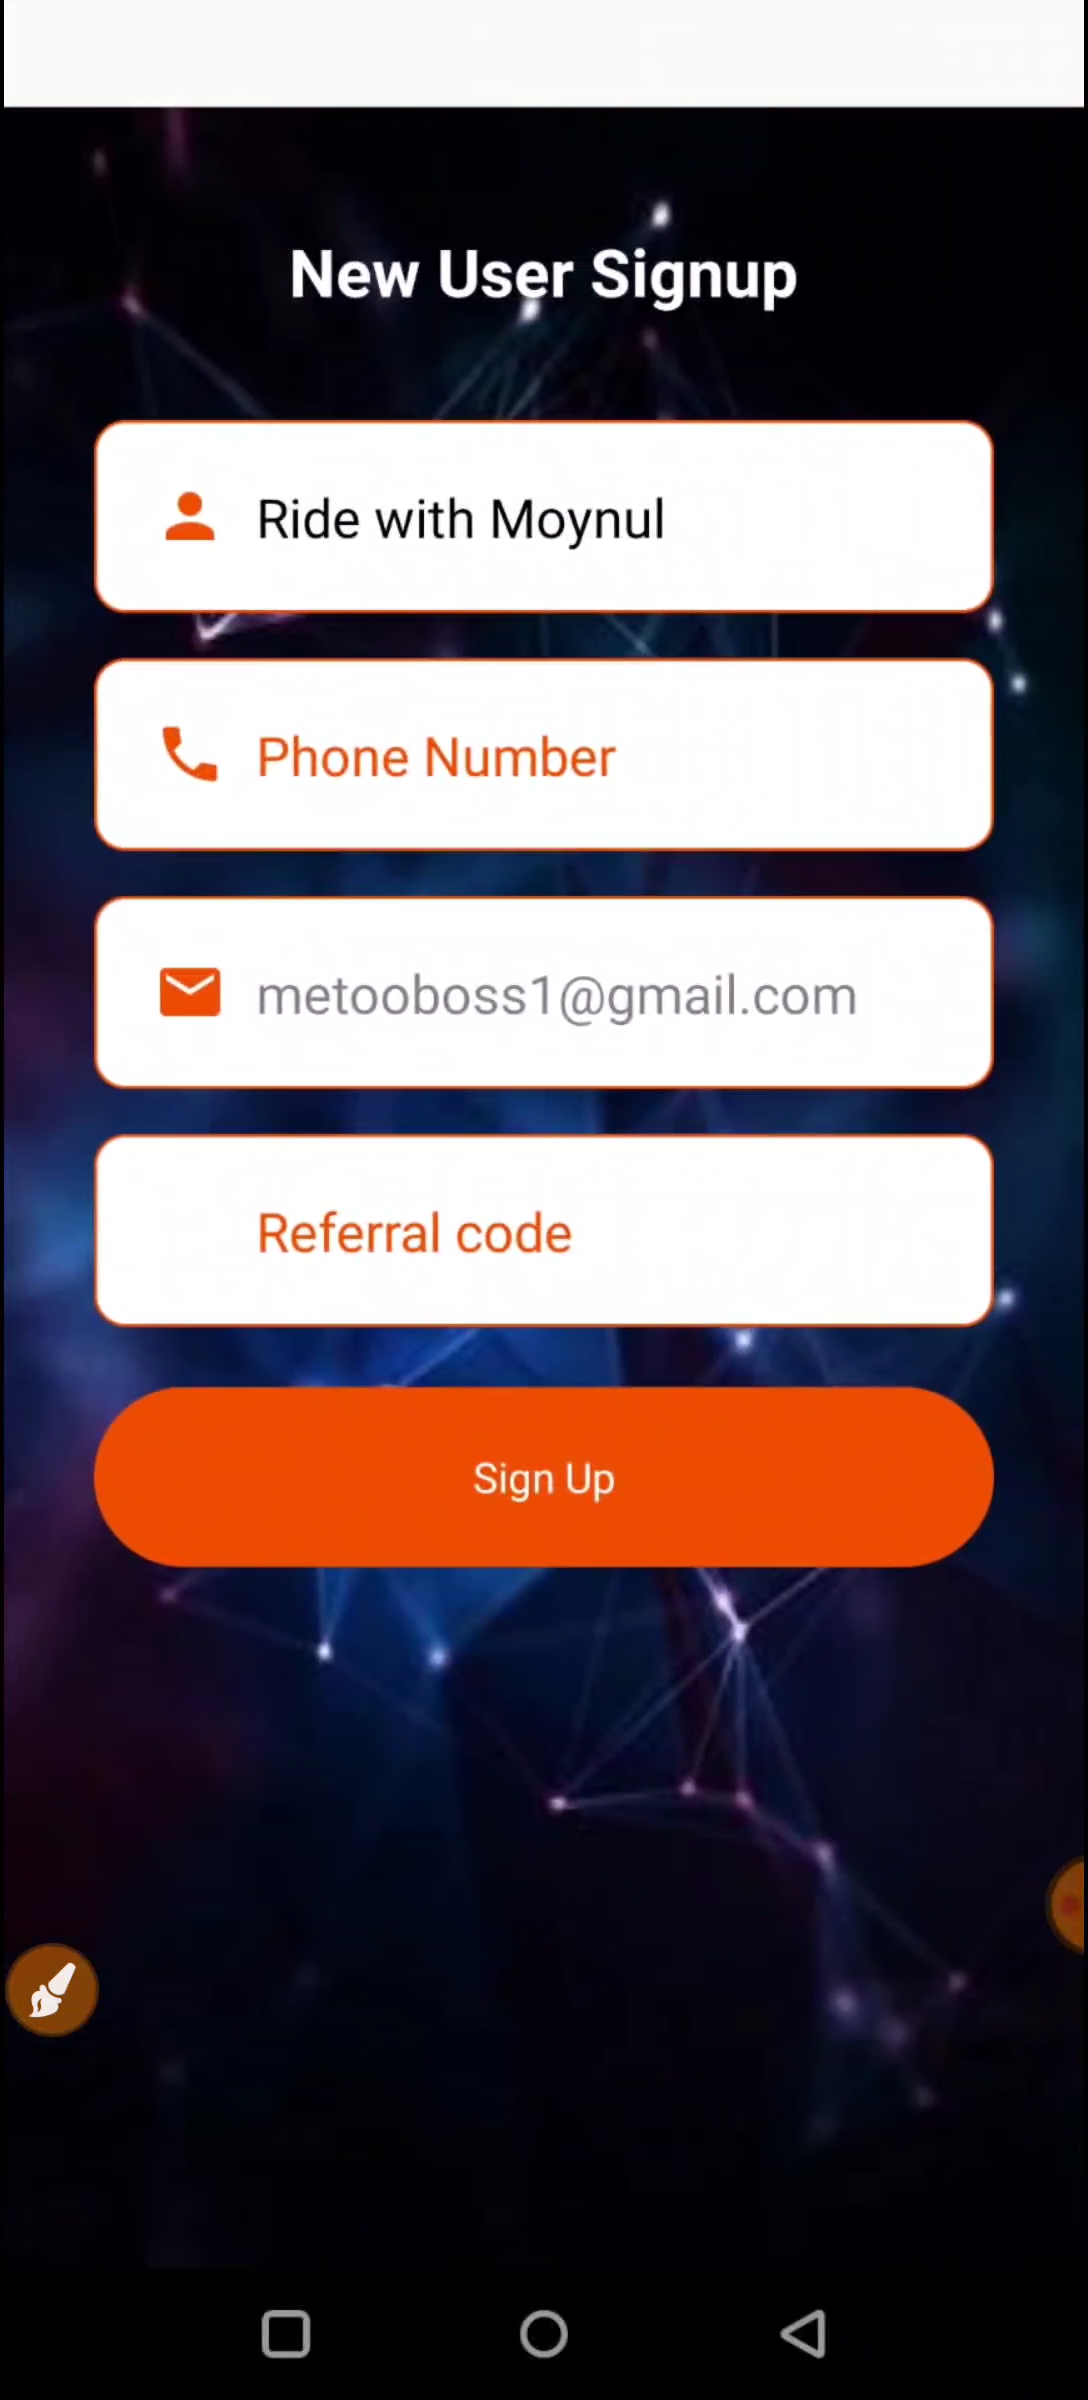 New User Signup
Ride with Moynul
Phone Number
metooboss1@gmail.com
Referral code
Sign Up